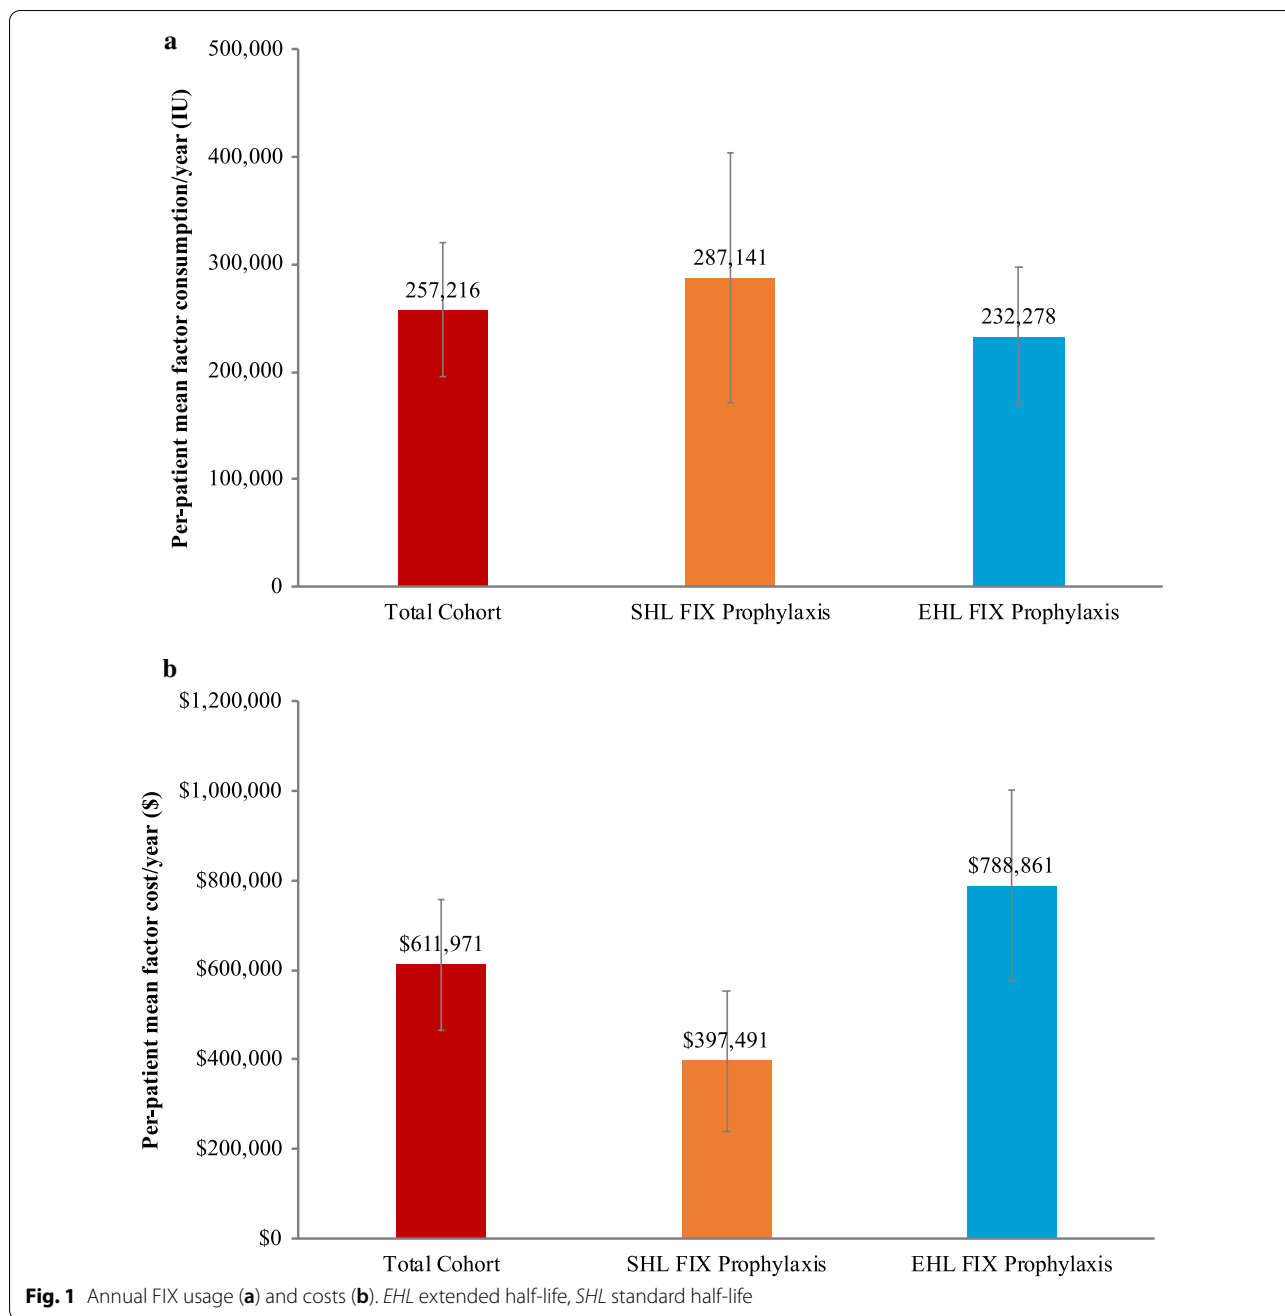 a
500,000
400,000
300,000
200,000
100,000
0
Per-patient mean factor consumption/year (IU)
257,216
287,141
232,278
Total Cohort
SHL FIX Prophylaxis
EHL FIX Prophylaxis
b
$1,200,000
$1,000,000
$800,000
$600,000
$400,000
$200,000
$0
Per-patient mean factor cost/year ($)
$611,971
$397,491
$788,861
Total Cohort
SHL FIX Prophylaxis
EHL FIX Prophylaxis
Fig. 1 Annual FIX usage (a) and costs (b). EHL extended half-life, SHL standard half-life